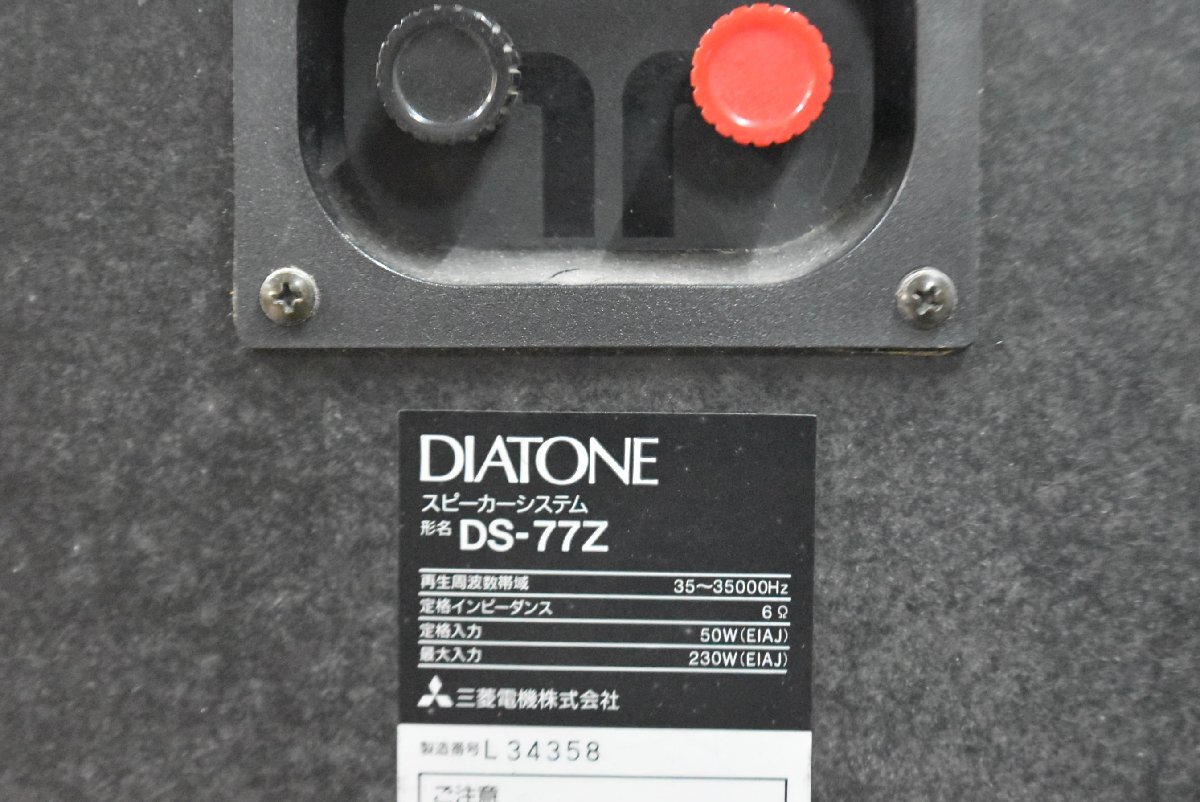 DIATONE
スピーカーシステム
形名 DS-77Z
再生周波数帯域 35〜35000Hz
定格インピーダンス 6Ω
定格入力 50W(EIAJ)
最大入力 230W(EIAJ)
三菱電機株式会社
製造番号 L 34358
ご注意